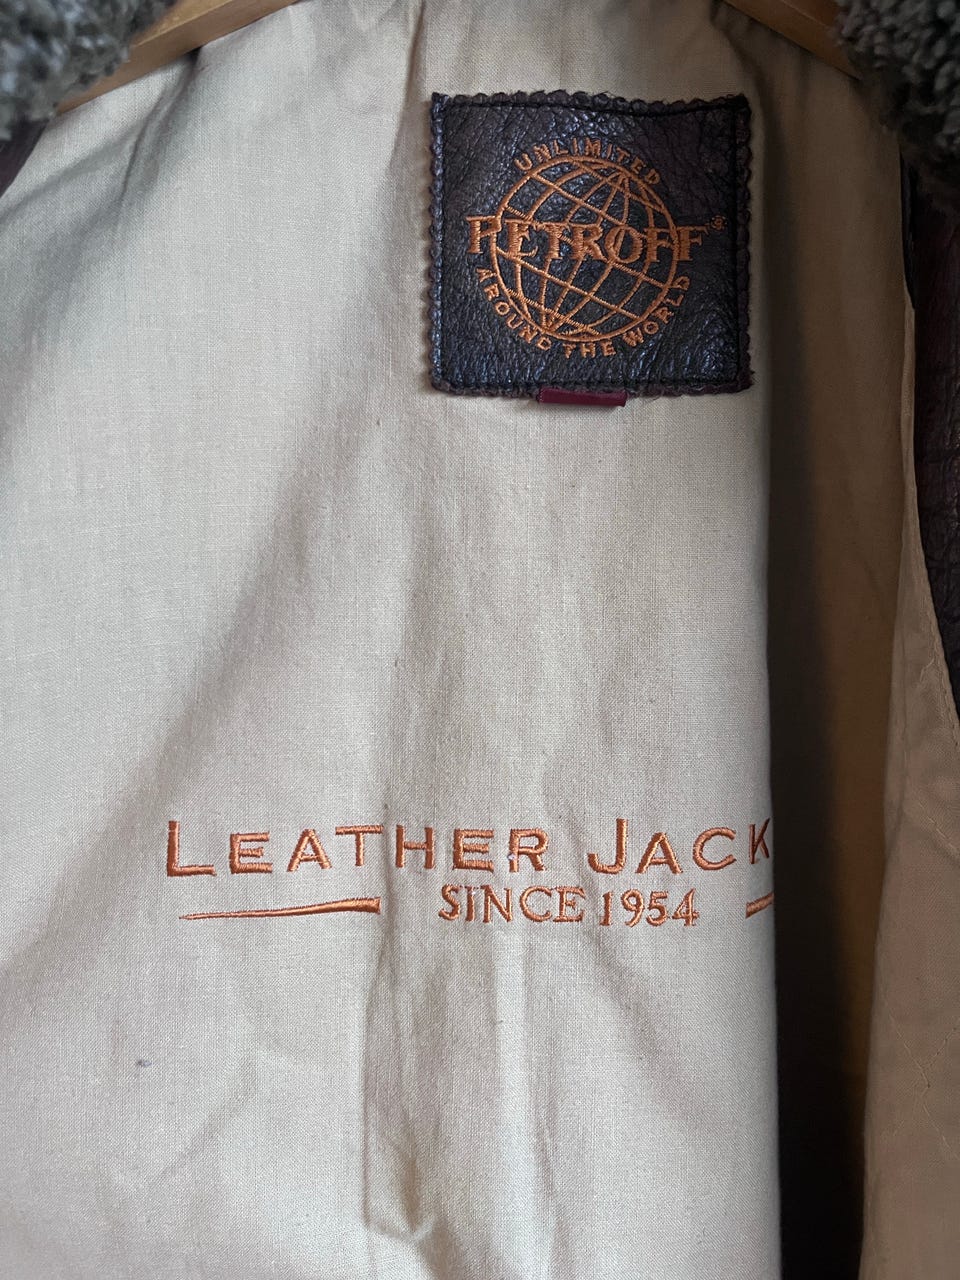 UNLIMITED
PETROFF®
AROUND THE WORLD
LEATHER JACK
SINCE 1954